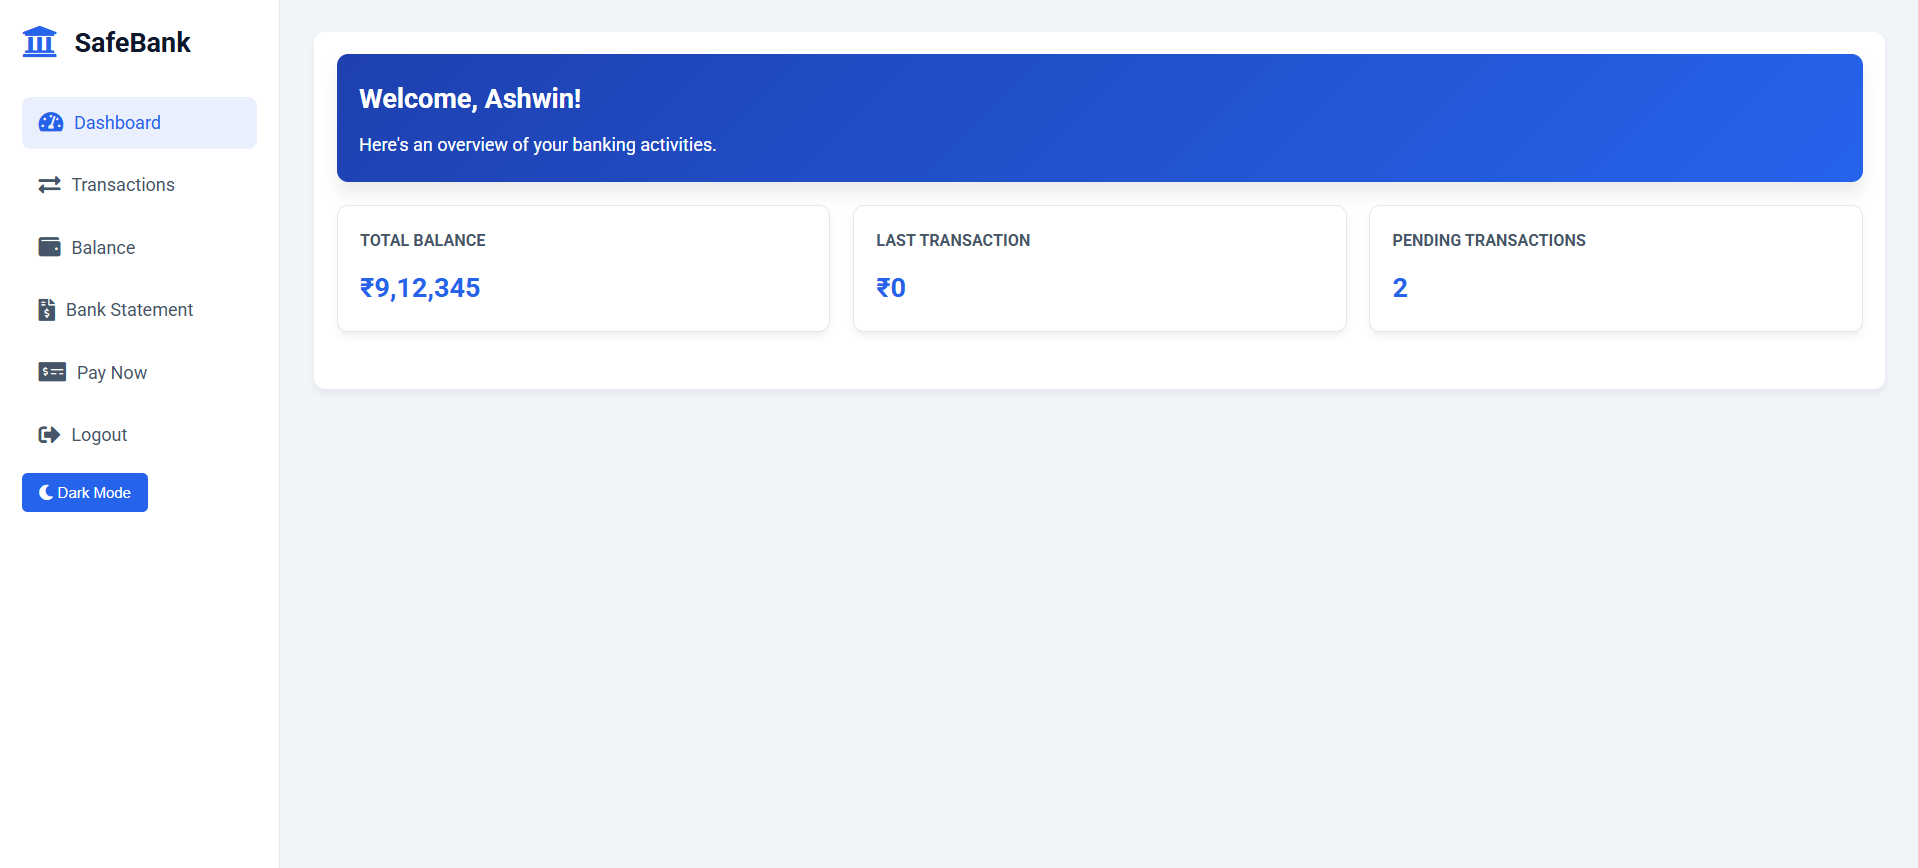 SafeBank
Dashboard
Transactions
Balance
Bank Statement
Pay Now
Logout
Dark Mode
Welcome, Ashwin!
Here's an overview of your banking activities.
TOTAL BALANCE
₹9,12,345
LAST TRANSACTION
₹0
PENDING TRANSACTIONS
2